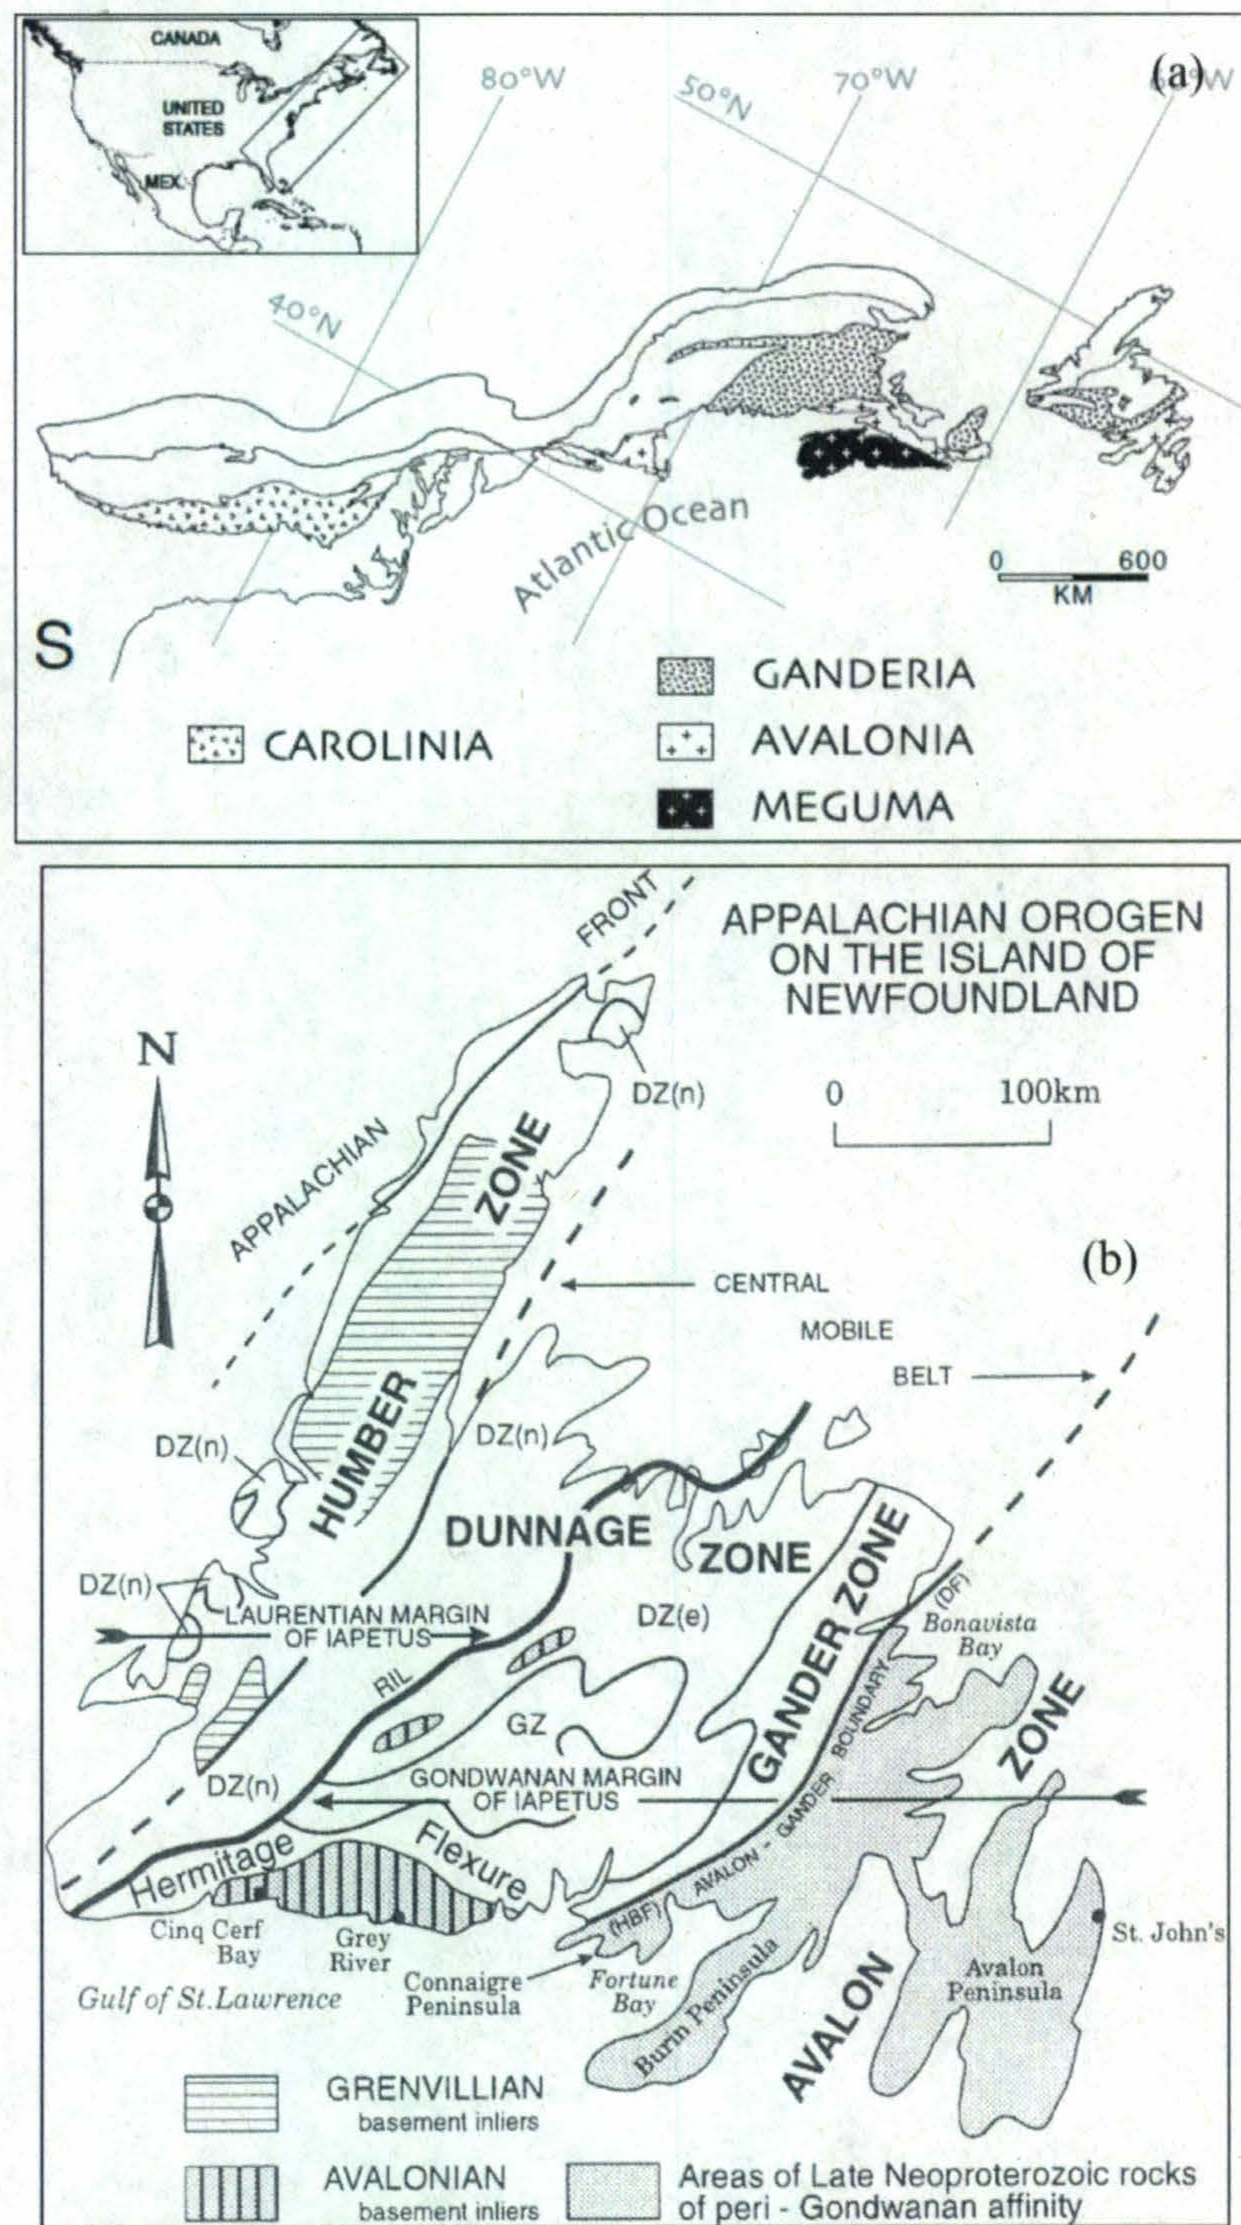 CANADA
UNITED
STATES
MEX.
80°W
50°N
70°W
(a)
40°N
Atlantic Ocean
0 600
KM
S
GANDERIA
CAROLINIA
AVALONIA
MEGUMA
FRONT
APPALACHIAN OROGEN
ON THE ISLAND OF
NEWFOUNDLAND
N
DZ(n)
0 100km
APPALACHIAN
ZONE
(b)
CENTRAL
MOBILE
BELT
HUMBER
DZ(n)
DZ(n)
DUNNAGE
ZONE
GANDER ZONE
DZ(n)
DZ(e)
(DF)
Bonavista
Bay
LAURENTIAN MARGIN
OF IAPETUS
RIL
GZ
ZONE
AVALON - GANDER BOUNDARY
DZ(n)
GONDWANAN MARGIN
OF IAPETUS
Hermitage Flexure
(HBF)
Cinq Cerf
Bay
Grey
River
Connaigre
Peninsula
Fortune
Bay
Burin Peninsula
AVALON
Avalon
Peninsula
St. John's
Gulf of St.Lawrence
GRENVILLIAN
basement inliers
AVALONIAN
basement inliers
Areas of Late Neoproterozoic rocks
of peri - Gondwanan affinity